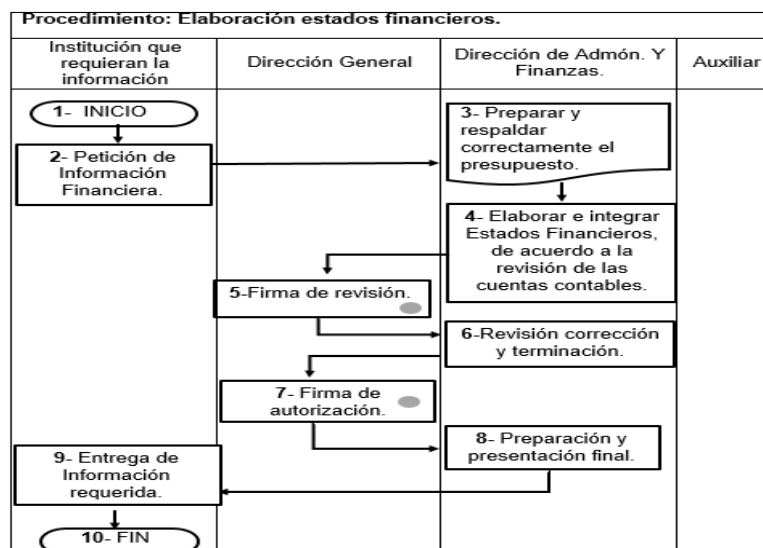 Procedimiento: Elaboración estados financieros.
Institución que
requieran la
información
Dirección General
Dirección de Admón. Y
Finanzas.
Auxiliar
1- INICIO
2- Petición de
Información
Financiera.
3- Preparar y
respaldar
correctamente el
presupuesto.
4- Elaborar e integrar
Estados Financieros,
de acuerdo a la
revisión de las
cuentas contables.
5-Firma de revisión.
6-Revisión corrección
y terminación.
7- Firma de
autorización.
8- Preparación y
presentación final.
9- Entrega de
Información
requerida.
10- FIN